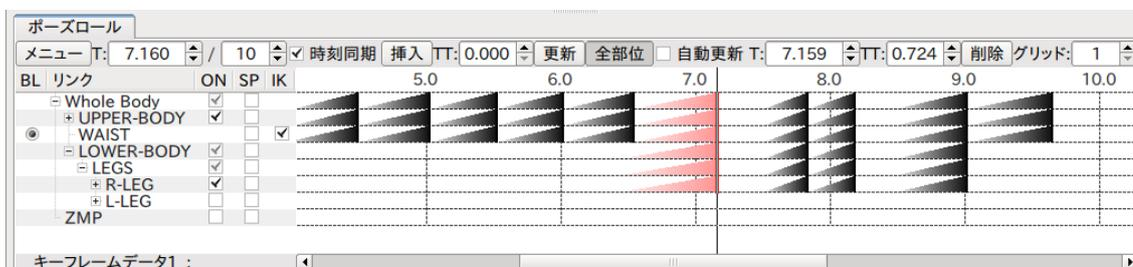 ポーズロール
メニュー T: 7.160 / 10 時刻同期 挿入 TT: 0.000 更新 全部位 自動更新 T: 7.159 TT: 0.724 削除 グリッド: 1
BL リンク ON SP IK 5.0 6.0 7.0 8.0 9.0 10.0
Whole Body
UPPER-BODY
WAIST
LOWER-BODY
LEGS
R-LEG
L-LEG
ZMP
キーフレームデータ1 :